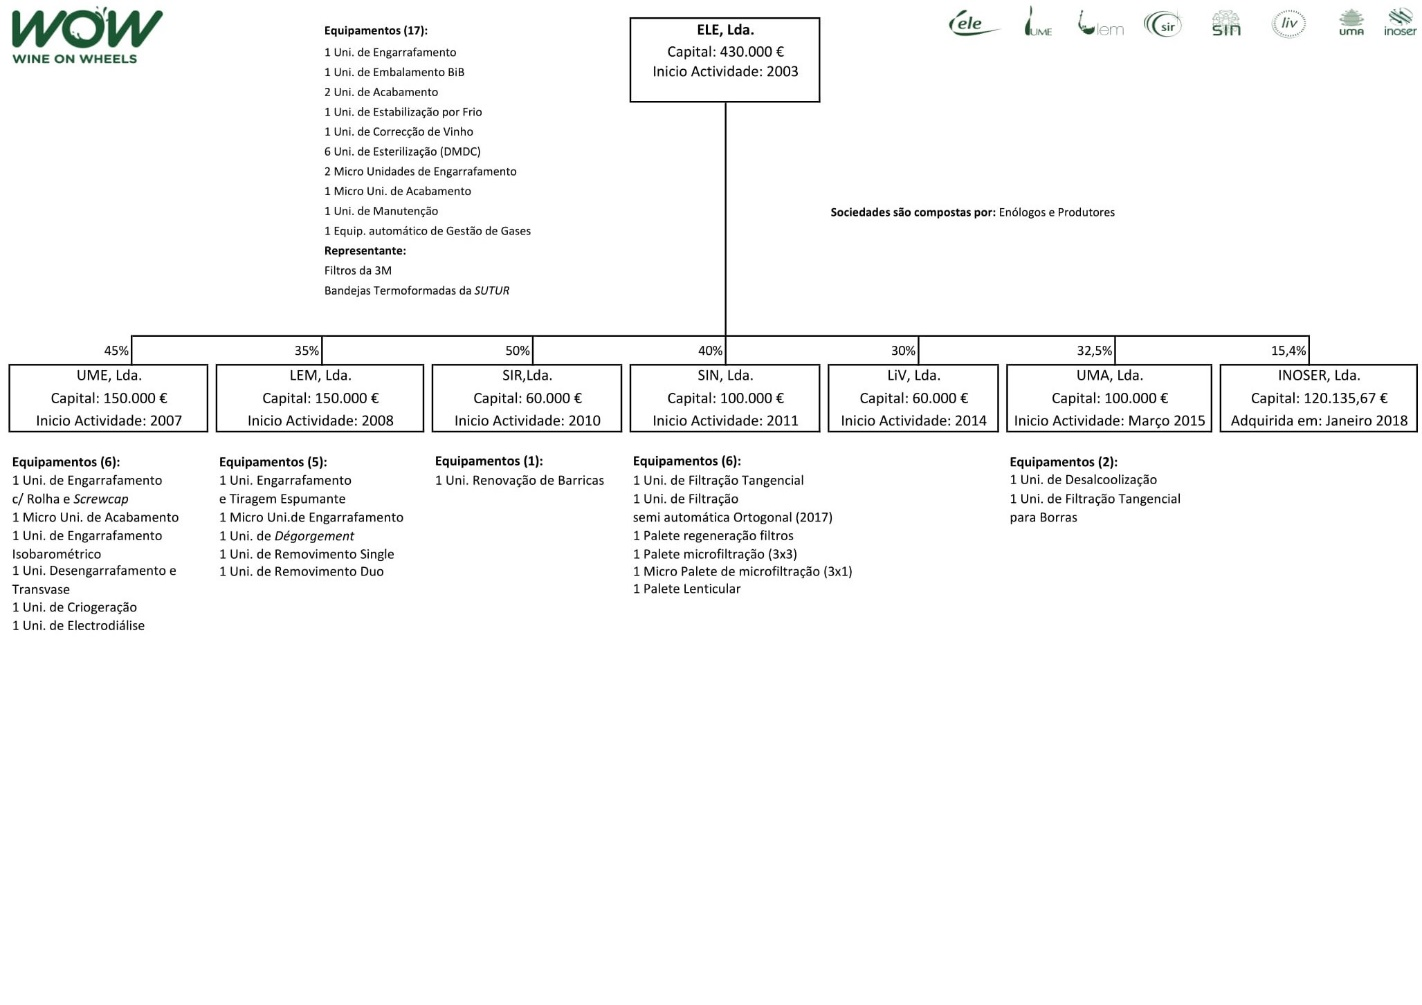 WOW
WINE ON WHEELS
Equipamentos (17):
1 Uni. de Engarrafamento
1 Uni. de Embalamento BiB
2 Uni. de Acabamento
1 Uni. de Estabilização por Frio
1 Uni. de Correcção de Vinho
6 Uni. de Esterilização (DMDC)
2 Micro Unidades de Engarrafamento
1 Micro Uni. de Acabamento
1 Uni. de Manutenção
1 Equip. automático de Gestão de Gases
Representante:
Filtros da 3M
Bandejas Termoformadas da SUTUR
ELE, Lda.
Capital: 430.000 €
Inicio Actividade: 2003
éle
UME
lem
sir
sin
liv
UMA
inoser
Sociedades são compostas por: Enólogos e Produtores
45%
UME, Lda.
Capital: 150.000 €
Inicio Actividade: 2007
Equipamentos (6):
1 Uni. de Engarrafamento
c/ Rolha e Screwcap
1 Micro Uni. de Acabamento
1 Uni. de Engarrafamento
Isobarométrico
1 Uni. Desengarrafamento e
Transvase
1 Uni. de Criogeração
1 Uni. de Electrodiálise
35%
LEM, Lda.
Capital: 150.000 €
Inicio Actividade: 2008
Equipamentos (5):
1 Uni. Engarrafamento
e Tiragem Espumante
1 Micro Uni.de Engarrafamento
1 Uni. de Dégorgement
1 Uni. de Removimento Single
1 Uni. de Removimento Duo
50%
SIR,Lda.
Capital: 60.000 €
Inicio Actividade: 2010
Equipamentos (1):
1 Uni. Renovação de Barricas
40%
SIN, Lda.
Capital: 100.000 €
Inicio Actividade: 2011
Equipamentos (6):
1 Uni. de Filtração Tangencial
1 Uni. de Filtração
semi automática Ortogonal (2017)
1 Palete regeneração filtros
1 Palete microfiltração (3x3)
1 Micro Palete de microfiltração (3x1)
1 Palete Lenticular
30%
LiV, Lda.
Capital: 60.000 €
Inicio Actividade: 2014
32,5%
UMA, Lda.
Capital: 100.000 €
Inicio Actividade: Março 2015
Equipamentos (2):
1 Uni. de Desalcoolização
1 Uni. de Filtração Tangencial
para Borras
15,4%
INOSER, Lda.
Capital: 120.135,67 €
Adquirida em: Janeiro 2018